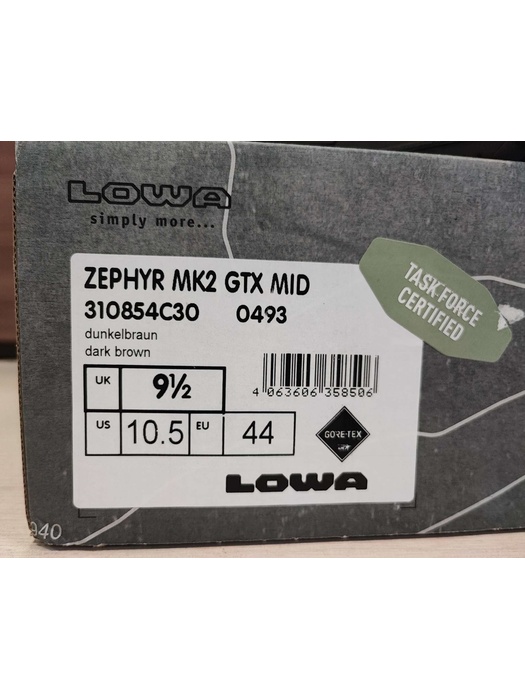 LOWA
simply more...
TASK FORCE
CERTIFIED
ZEPHYR MK2 GTX MID
310854C30 0493
dunkelbraun
dark brown
UK 9½
4 063606 358506
US 10.5 EU 44
GORE-TEX
LOWA
940